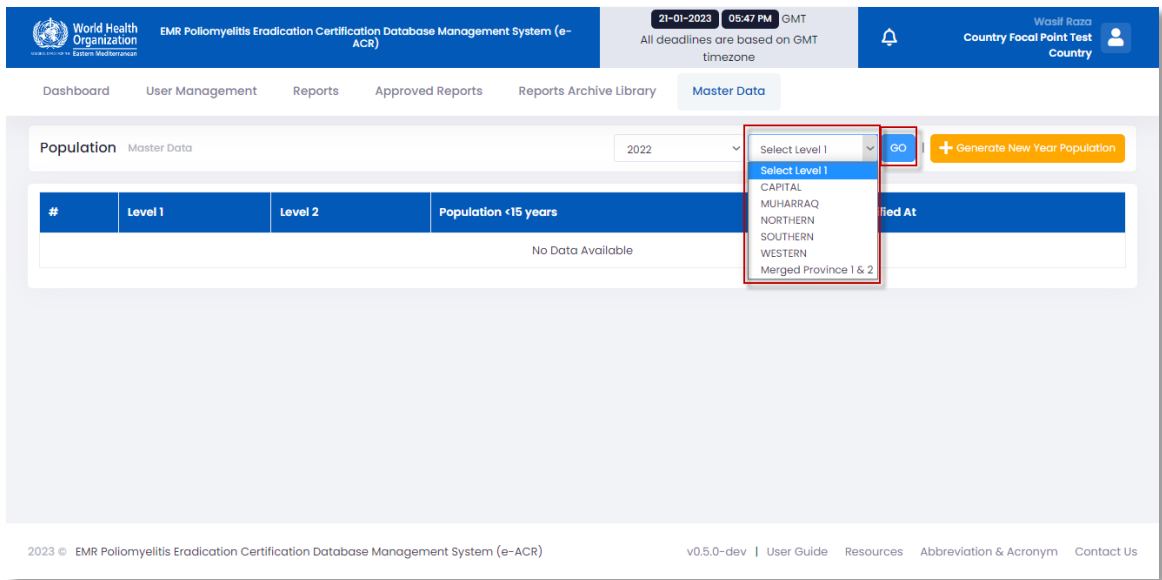 World Health
Organization
Eastern Mediterranean
EMR Poliomyelitis Eradication Certification Database Management System (e-
ACR)
21-01-2023 05:47 PM GMT
All deadlines are based on GMT
timezone
Wasif Raza
Country Focal Point Test
Country
Dashboard User Management Reports Approved Reports Reports Archive Library Master Data
Population Master Data
2022
Select Level 1
GO
|
+ Generate New Year Population
Select Level 1
CAPITAL
MUHARRAQ
NORTHERN
SOUTHERN
WESTERN
Merged Province 1 & 2
# Level 1 Level 2 Population <15 years
At
No Data Available
2023 © EMR Poliomyelitis Eradication Certification Database Management System (e-ACR)
v0.5.0-dev | User Guide Resources Abbreviation & Acronym Contact Us